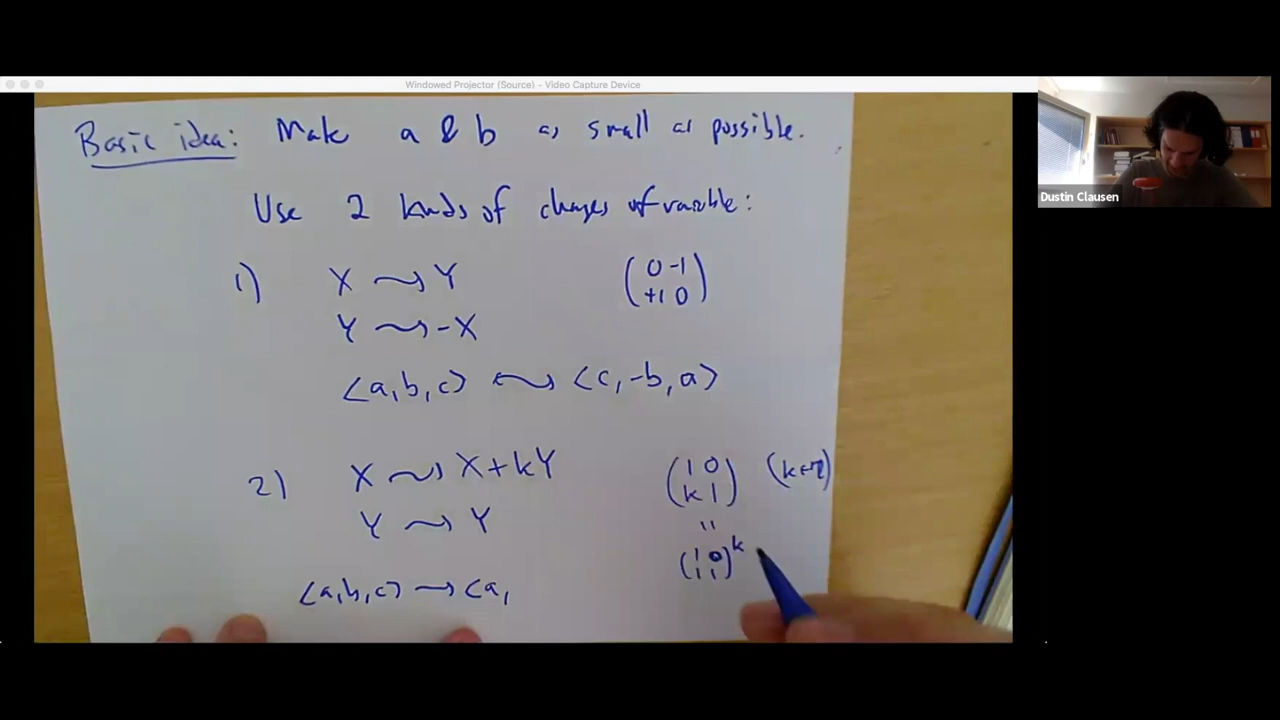 Windowed Projector (Source) - Video Capture Device
Basic idea: Make a & b as small as possible.
Use 2 kinds of changes of variable:
1) X ⤳ Y
Y ⤳ -X
(0 -1
+1 0)
<a, b, c> ↭ <c, -b, a>
2) X ⤳ X + kY
Y ⤳ Y
(1 0
k 1) (k∈ℤ)
=
(1 0
1 1)^k
<a, b, c> ⤳ <a,
Dustin Clausen